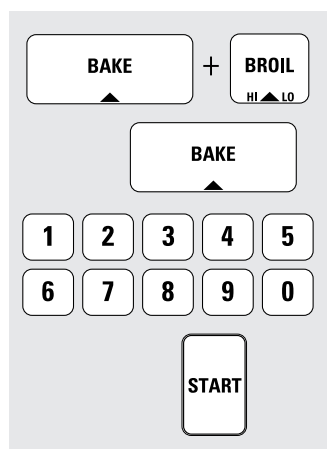 BAKE + BROIL
HI LO
BAKE
1 2 3 4 5
6 7 8 9 0
START